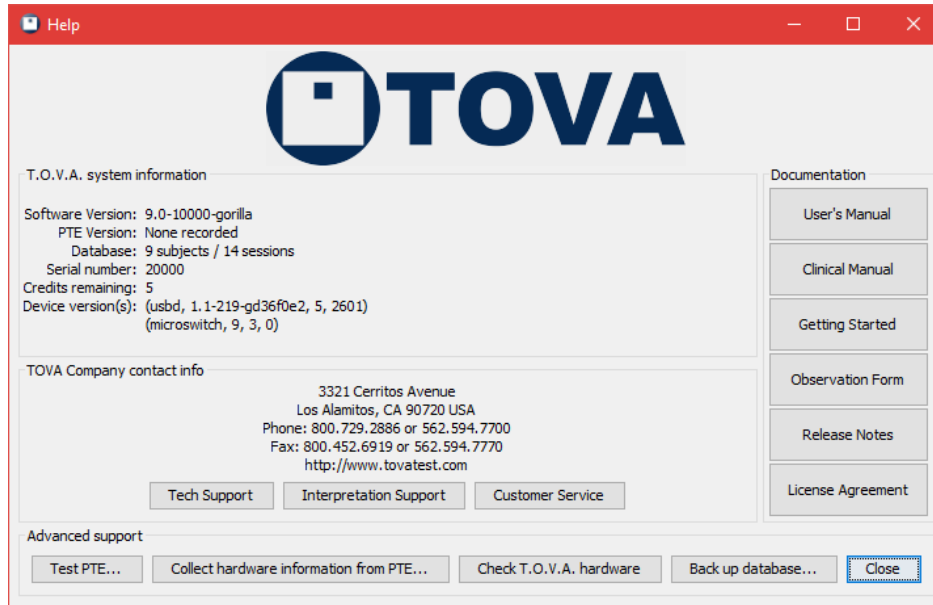 Help
TOVA
T.O.V.A. system information
Software Version: 9.0-10000-gorilla
PTE Version: None recorded
Database: 9 subjects / 14 sessions
Serial number: 20000
Credits remaining: 5
Device version(s): (usbd, 1.1-219-gd36f0e2, 5, 2601)
(microswitch, 9, 3, 0)
TOVA Company contact info
3321 Cerritos Avenue
Los Alamitos, CA 90720 USA
Phone: 800.729.2886 or 562.594.7700
Fax: 800.452.6919 or 562.594.7770
http://www.tovatest.com
Tech Support
Interpretation Support
Customer Service
Documentation
User's Manual
Clinical Manual
Getting Started
Observation Form
Release Notes
License Agreement
Advanced support
Test PTE...
Collect hardware information from PTE...
Check T.O.V.A. hardware
Back up database...
Close